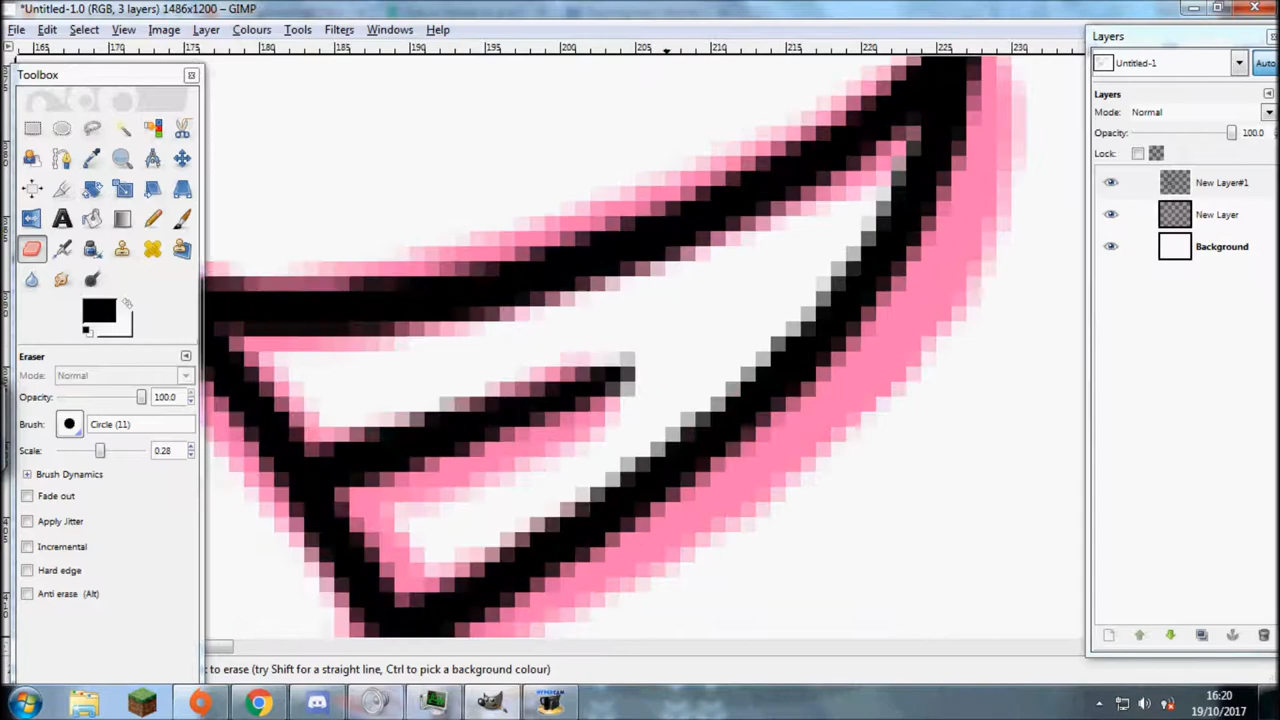 *Untitled-1.0 (RGB, 3 layers) 1486x1200 – GIMP
File Edit Select View Image Layer Colours Tools Filters Windows Help
165 170 175 180 185 190 195 200 205 210 215 220 225 230
Toolbox
Eraser
Mode: Normal
Opacity: 100.0
Brush: Circle (11)
Scale: 0.28
Brush Dynamics
Fade out
Apply Jitter
Incremental
Hard edge
Anti erase (Alt)
to erase (try Shift for a straight line, Ctrl to pick a background colour)
Layers
Untitled-1
Auto
Layers
Mode: Normal
Opacity: 100.0
Lock:
New Layer#1
New Layer
Background
HYPERCAM
16:20
19/10/2017